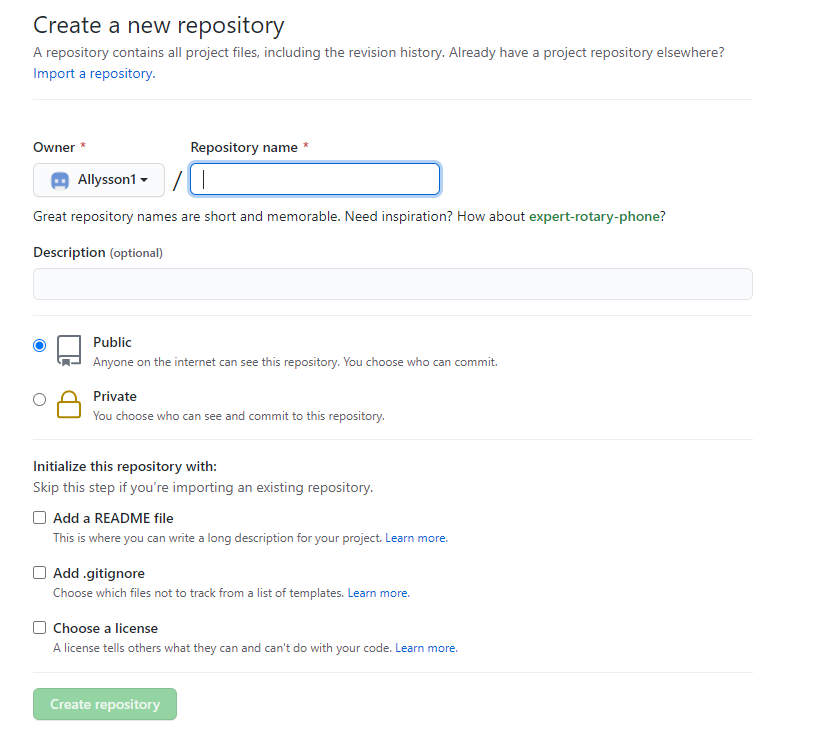 Create a new repository
A repository contains all project files, including the revision history. Already have a project repository elsewhere?
Import a repository.
Owner * Repository name *
Allysson1 /
Great repository names are short and memorable. Need inspiration? How about expert-rotary-phone?
Description (optional)
Public
Anyone on the internet can see this repository. You choose who can commit.
Private
You choose who can see and commit to this repository.
Initialize this repository with:
Skip this step if you’re importing an existing repository.
Add a README file
This is where you can write a long description for your project. Learn more.
Add .gitignore
Choose which files not to track from a list of templates. Learn more.
Choose a license
A license tells others what they can and can't do with your code. Learn more.
Create repository